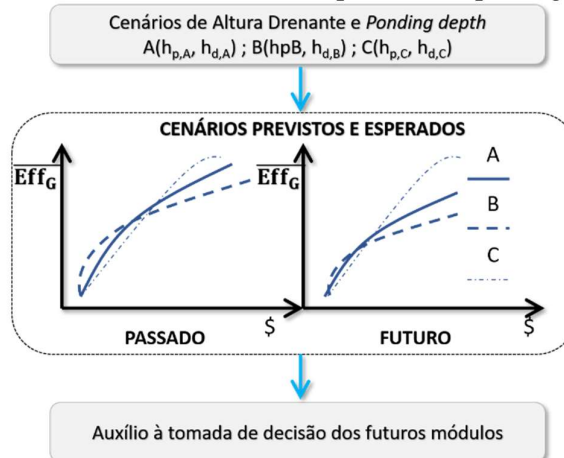 Cenários de Altura Drenante e Ponding depth
A(hp,A, hd,A) ; B(hpB, hd,B) ; C(hp,C, hd,C)
CENÁRIOS PREVISTOS E ESPERADOS
EffG
EffG
A
B
C
$
$
PASSADO
FUTURO
Auxílio à tomada de decisão dos futuros módulos